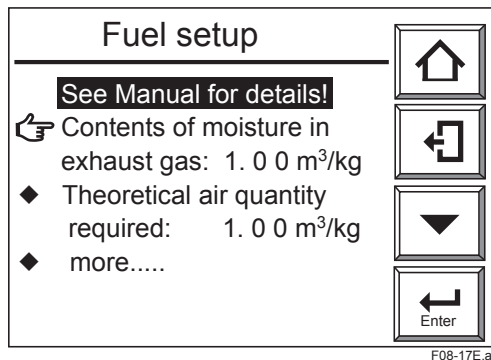 Fuel setup
See Manual for details!
Contents of moisture in
exhaust gas: 1. 0 0 m³/kg
Theoretical air quantity
required: 1. 0 0 m³/kg
more.....
Enter
F08-17E.ai